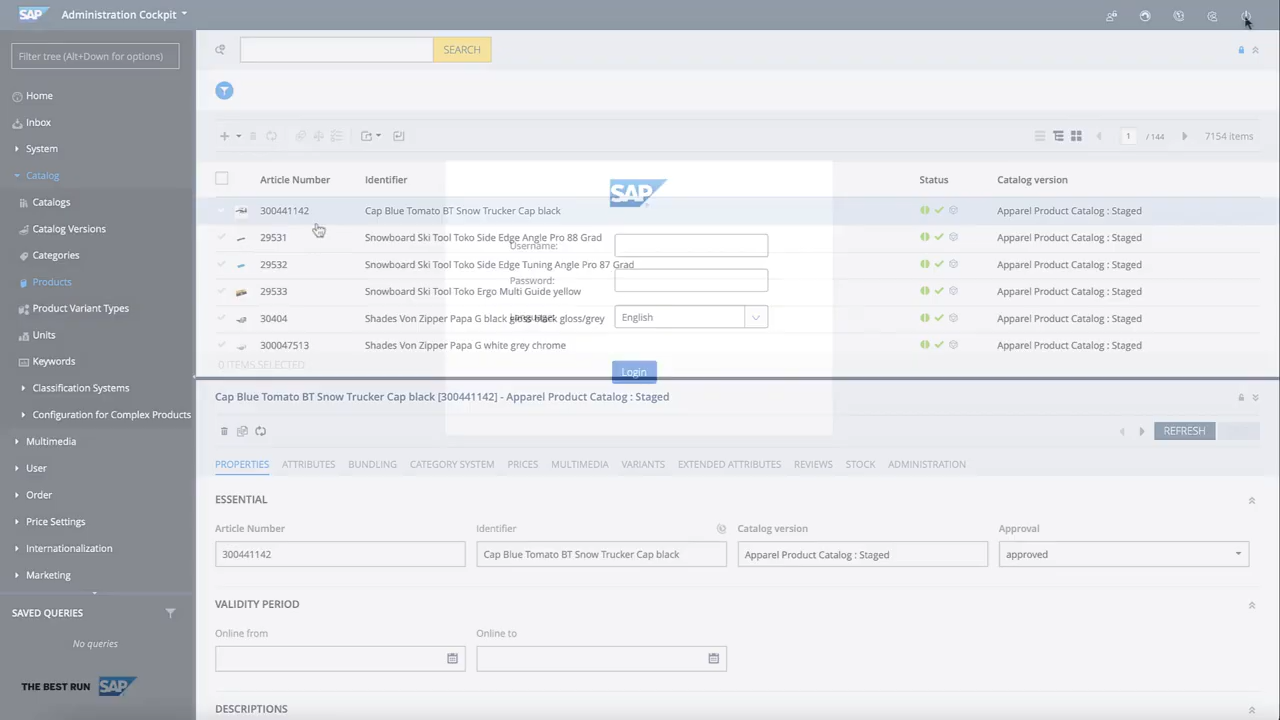 SAP Administration Cockpit
Filter tree (Alt+Down for options)
SEARCH
Home
Inbox
System
Catalog
Catalogs
Catalog Versions
Categories
Products
Product Variant Types
Units
Keywords
Classification Systems
Configuration for Complex Products
Multimedia
User
Order
Price Settings
Internationalization
Marketing
SAVED QUERIES
No queries
THE BEST RUN SAP
1 / 144 7154 items
Article Number Identifier Status Catalog version
300441142 Cap Blue Tomato BT Snow Trucker Cap black Apparel Product Catalog : Staged
29531 Snowboard Ski Tool Toko Side Edge Angle Pro 88 Grad Apparel Product Catalog : Staged
29532 Snowboard Ski Tool Toko Side Edge Tuning Angle Pro 87 Grad Apparel Product Catalog : Staged
29533 Snowboard Ski Tool Toko Ergo Multi Guide yellow Apparel Product Catalog : Staged
30404 Shades Von Zipper Papa G black gloss black gloss/grey Apparel Product Catalog : Staged
300047513 Shades Von Zipper Papa G white grey chrome Apparel Product Catalog : Staged
0 ITEMS SELECTED
SAP
Username:
Password:
Language:
English
Login
Cap Blue Tomato BT Snow Trucker Cap black [300441142] - Apparel Product Catalog : Staged
REFRESH
PROPERTIES ATTRIBUTES BUNDLING CATEGORY SYSTEM PRICES MULTIMEDIA VARIANTS EXTENDED ATTRIBUTES REVIEWS STOCK ADMINISTRATION
ESSENTIAL
Article Number Identifier Catalog version Approval
300441142 Cap Blue Tomato BT Snow Trucker Cap black Apparel Product Catalog : Staged approved
VALIDITY PERIOD
Online from Online to
DESCRIPTIONS